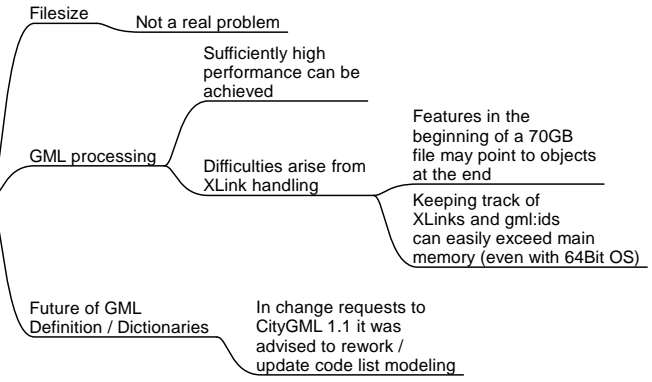 Filesize
Not a real problem
GML processing
Sufficiently high
performance can be
achieved
Difficulties arise from
XLink handling
Features in the
beginning of a 70GB
file may point to objects
at the end
Keeping track of
XLinks and gml:ids
can easily exceed main
memory (even with 64Bit OS)
Future of GML
Definition / Dictionaries
In change requests to
CityGML 1.1 it was
advised to rework /
update code list modeling